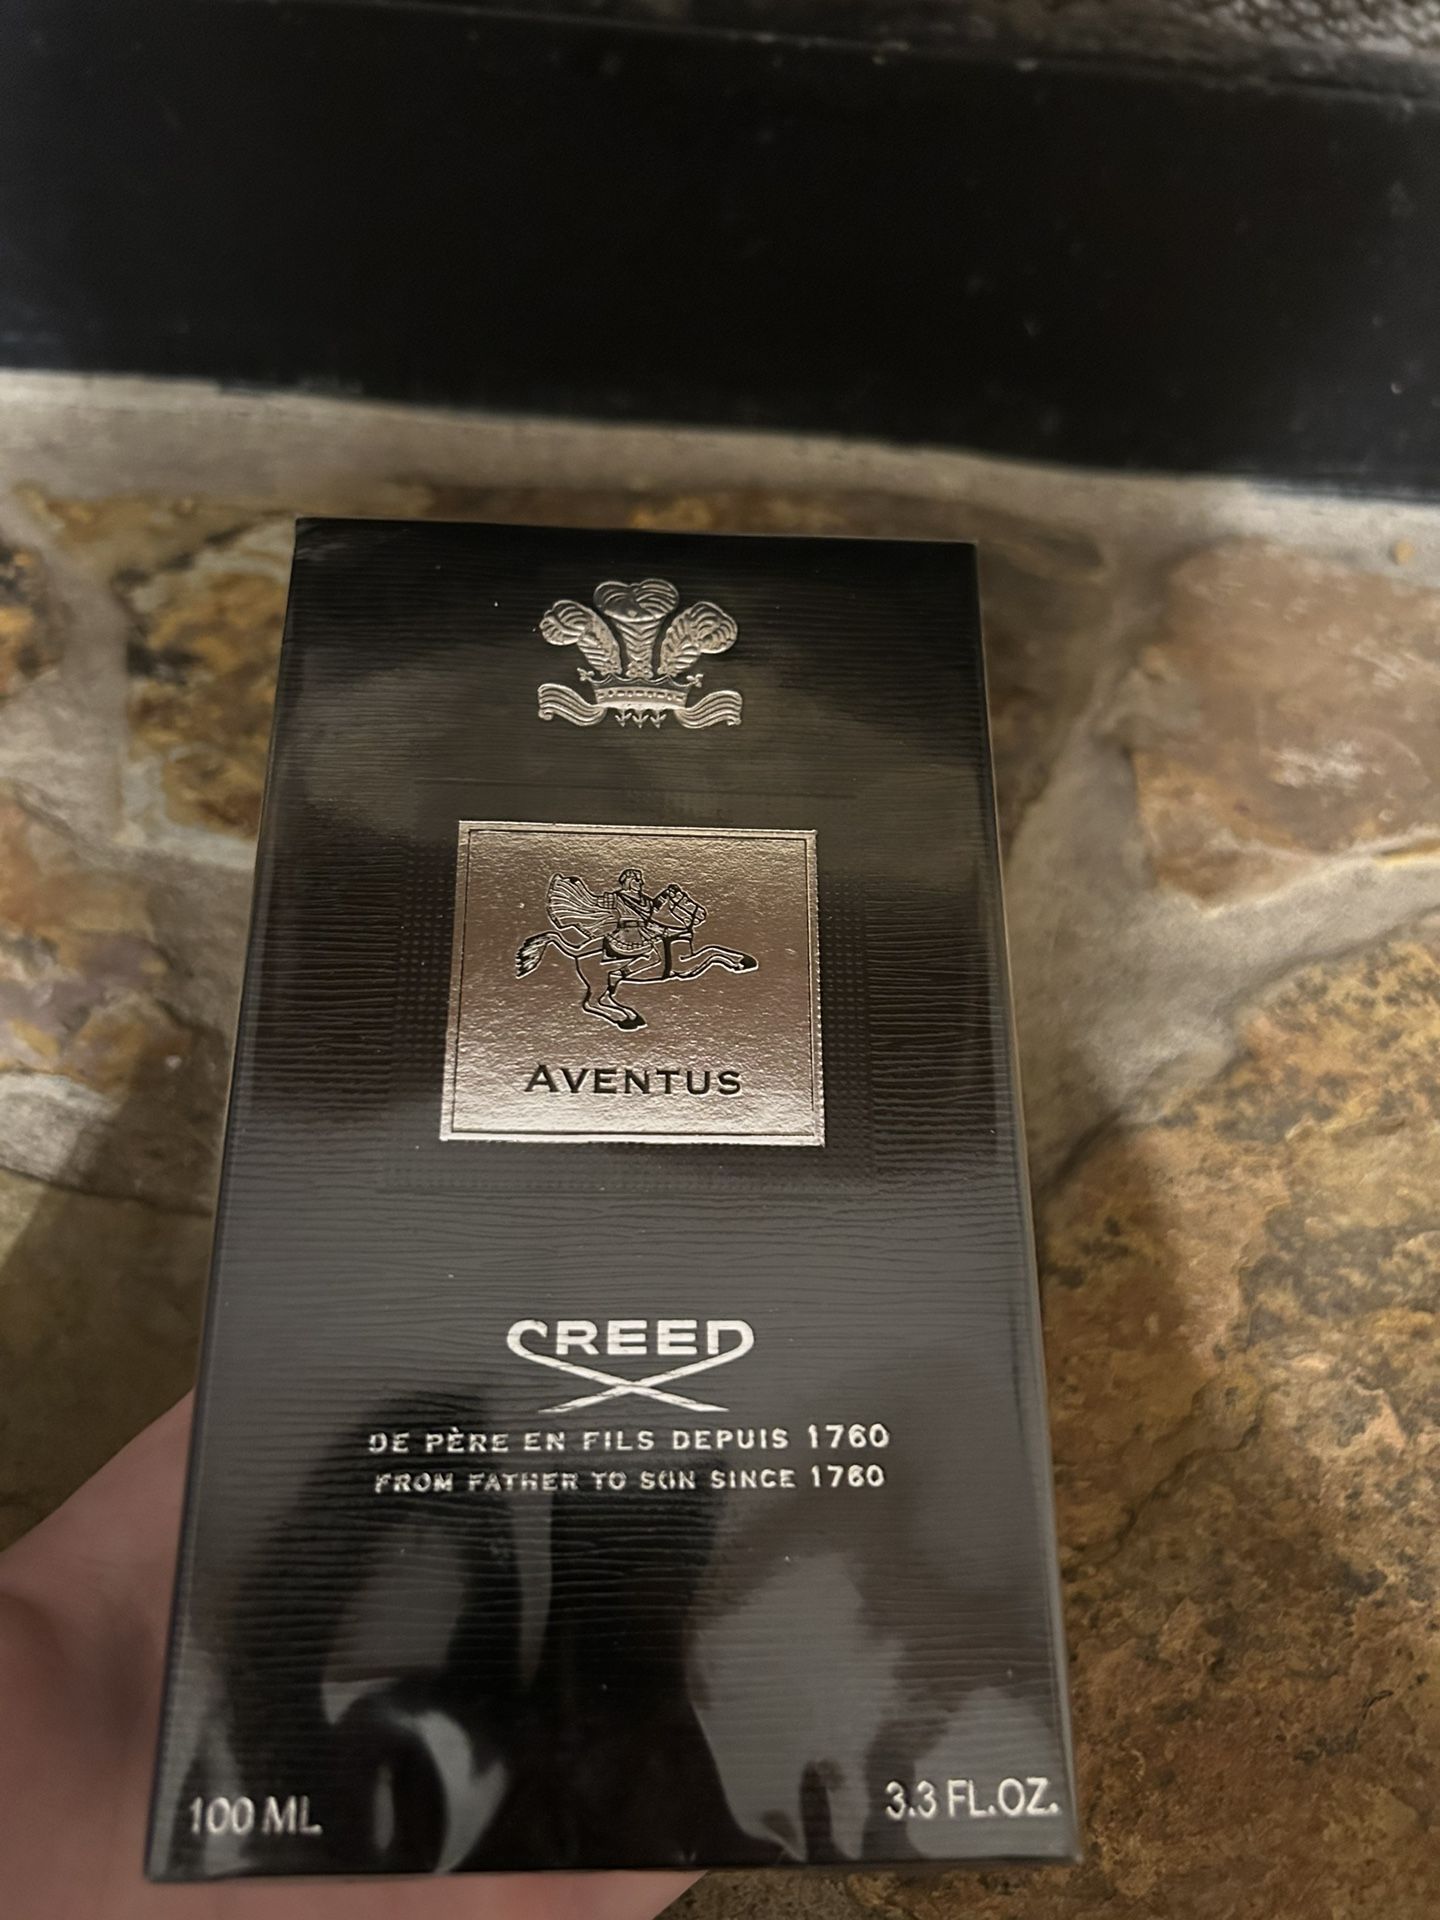 AVENTUS
CREED
DE PÈRE EN FILS DEPUIS 1760
FROM FATHER TO SON SINCE 1760
100 ML
3.3 FL.OZ.